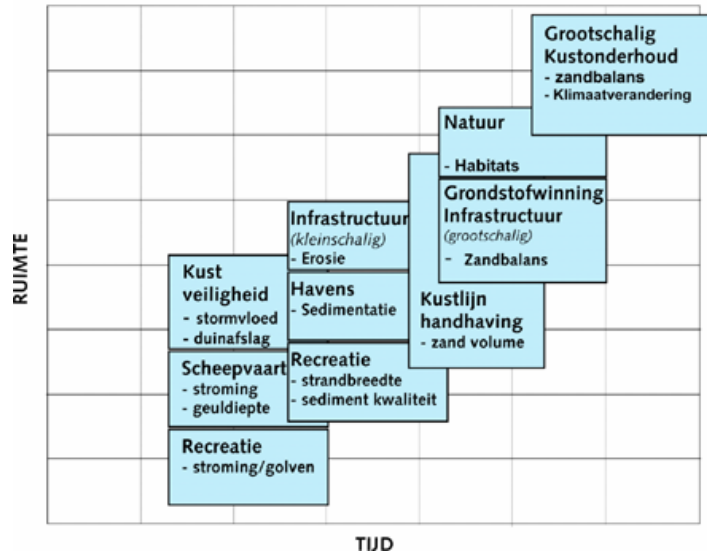 Grootschalig
Kustonderhoud
- zandbalans
- Klimaatverandering
Natuur
- Habitats
Grondstofwinning
Infrastructuur
(grootschalig)
- Zandbalans
Infrastructuur
(kleinschalig)
- Erosie
Kust
veiligheid
- stormvloed
- duinafslag
Havens
- Sedimentatie
Kustlijn
handhaving
- zand volume
Scheepvaart
- stroming
- geuldiepte
Recreatie
- strandbreedte
- sediment kwaliteit
Recreatie
- stroming/golven
RUIMTE
TIJD